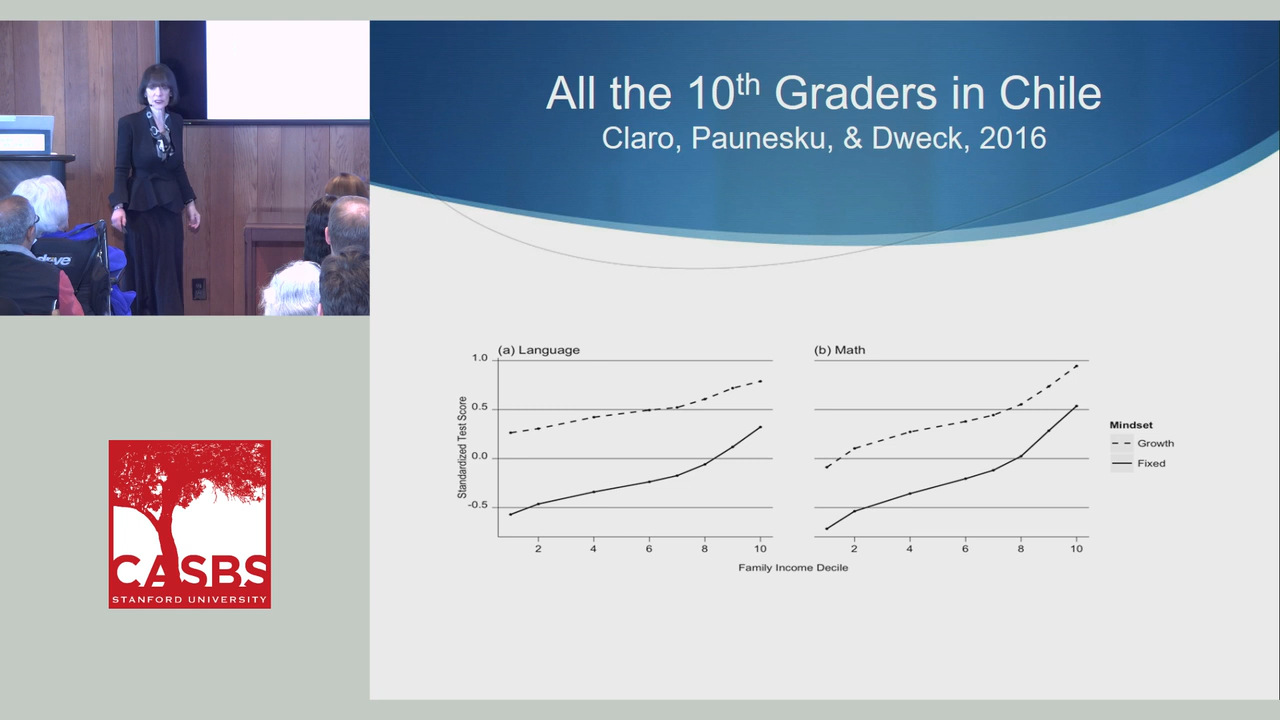 All the 10th Graders in Chile
Claro, Paunesku, & Dweck, 2016
(a) Language
(b) Math
Standardized Test Score
1.0
0.5
0.0
-0.5
2 4 6 8 10
2 4 6 8 10
Family Income Decile
Mindset
Growth
Fixed
CASBS
STANFORD UNIVERSITY